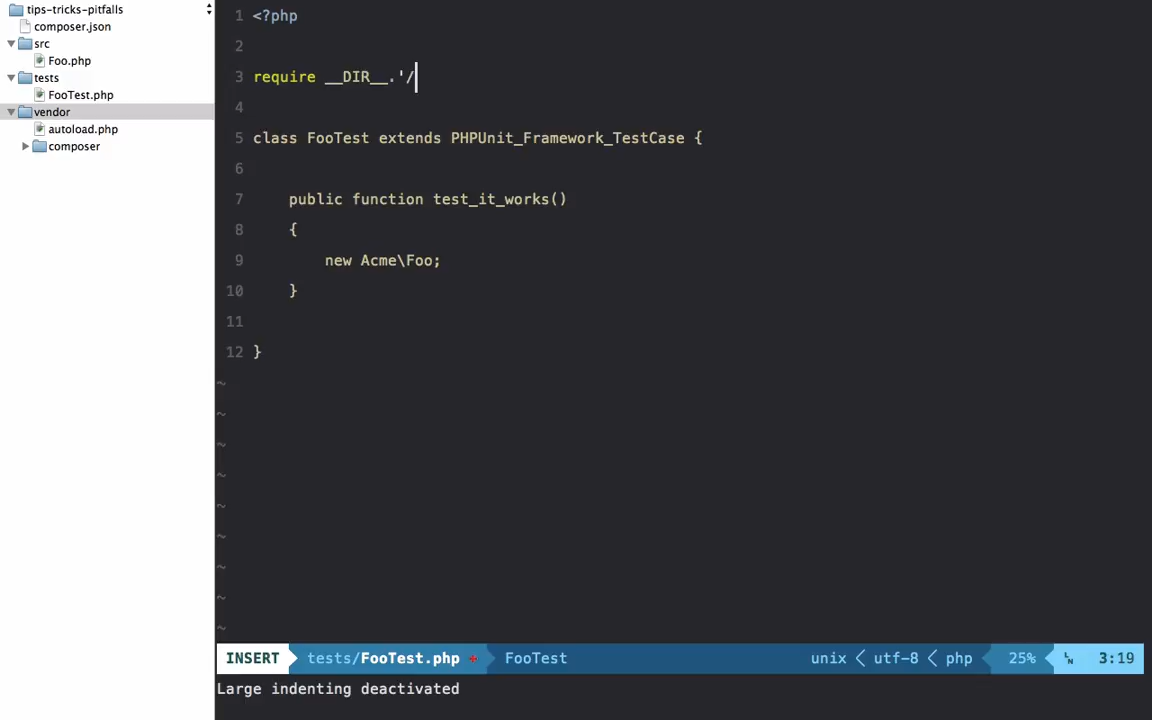 tips-tricks-pitfalls
composer.json
src
Foo.php
tests
FooTest.php
vendor
autoload.php
composer
1 <?php
2
3 require __DIR__.'/
4
5 class FooTest extends PHPUnit_Framework_TestCase {
6
7     public function test_it_works()
8     {
9         new Acme\Foo;
10     }
11
12 }
~
~
~
~
~
~
~
~
~
INSERT tests/FooTest.php + FooTest unix < utf-8 < php 25% LN 3:19
Large indenting deactivated